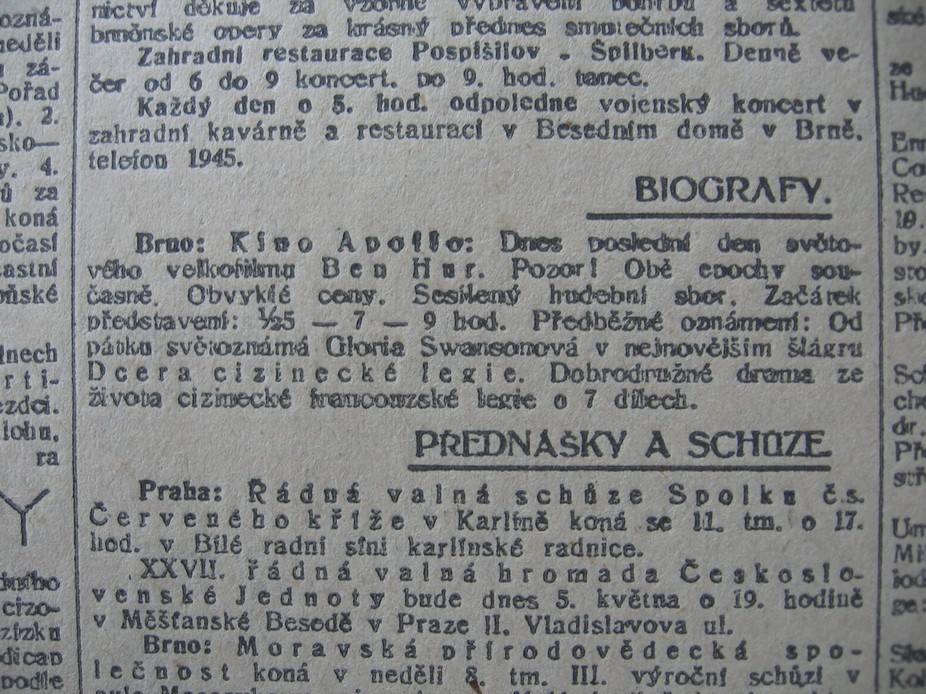 nictví děkuje za vzorné vypravení pohřbu a sextetu
brněnské opery za krásný přednes smutečních sborů.
Zahradní restaurace Pospíšilov - Špilberk. Denně ve-
čer od 6 do 9 koncert. po 9. hod. tanec.
Každý den o 5. hod. odpoledne vojenský koncert v
zahradní kavárně a restauraci v Besedním domě v Brně.
telefon 1945.
BIOGRAFY.
Brno: Kino Apollo: Dnes poslední den světo-
vého velkofilmu Ben Hur. Pozor! Obě epochy sou-
časně. Obvyklé ceny. Sesílený hudební sbor. Začátek
představení: ½5 — 7 — 9 hod. Předběžné oznámení: Od
pátku světoznámá Gloria Swansonová v nejnovějším šlágru
Dcera cizinecké legie. Dobrodružné drama ze
života cizinecké francouzské legie o 7 dílech.
PŘEDNÁŠKY A SCHŮZE.
Praha: Řádná valná schůze Spolku č.s.
Červeného kříže v Karlíně koná se 11. tm. o 17.
hod. v Bílé radní síni karlínské radnice.
XXVII. řádná valná hromada Českoslo-
venské Jednoty bude dnes 5. května o 19. hodině
v Měšťanské Besedě v Praze II. Vladislavova ul.
Brno: Moravská přírodovědecká spo-
lečnost koná v neděli 8. tm. III. výroční schůzi v